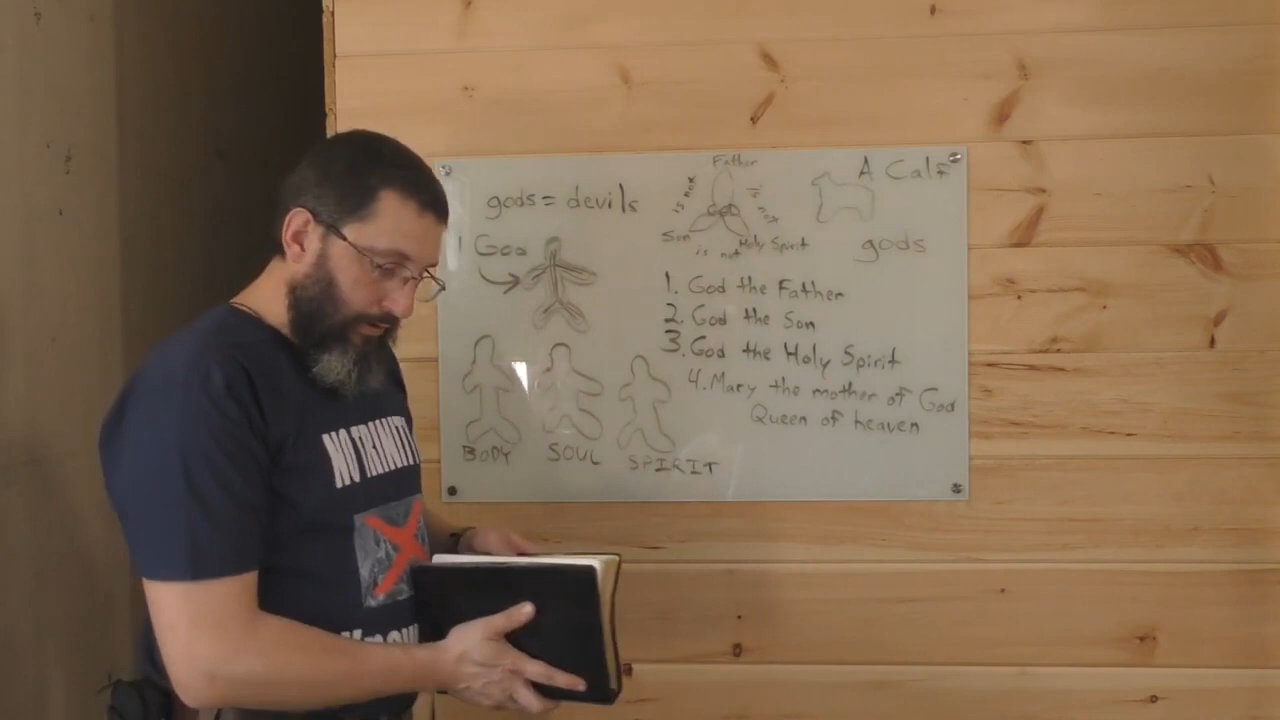 gods = devils
1 God
BODY SOUL SPIRIT
Father
is not
is not
God
Son
Holy Spirit
is not
A Calf
gods
1. God the Father
2. God the Son
3. God the Holy Spirit
4. Mary the mother of God
Queen of heaven
NO TRINIT